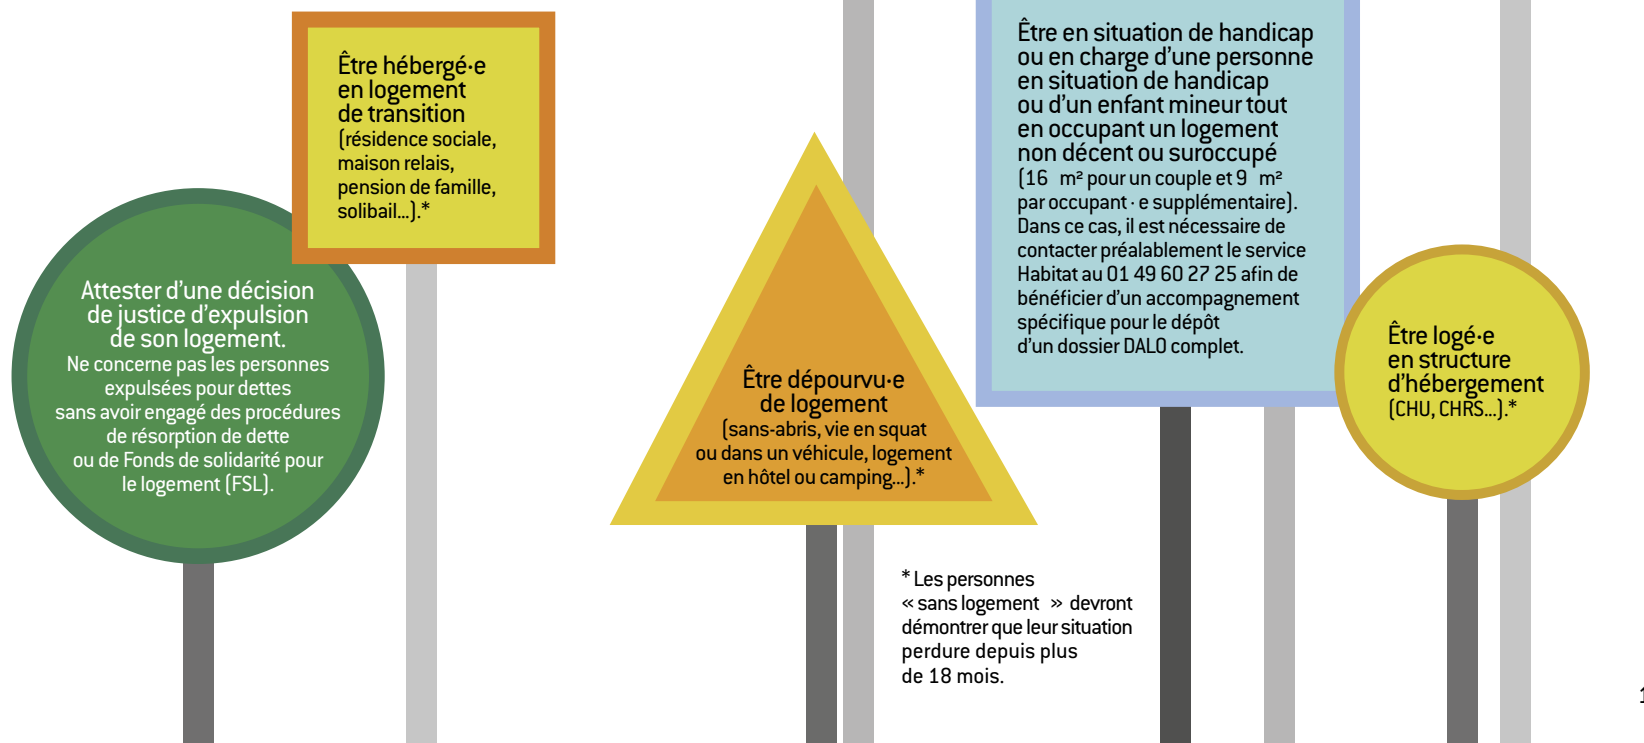 Être hébergé·e
en logement
de transition
(résidence sociale,
maison relais,
pension de famille,
solibail...).*
Attester d'une décision
de justice d'expulsion
de son logement.
Ne concerne pas les personnes
expulsées pour dettes
sans avoir engagé des procédures
de résorption de dette
ou de Fonds de solidarité pour
le logement (FSL).
Être dépourvu·e
de logement
(sans-abris, vie en squat
ou dans un véhicule, logement
en hôtel ou camping...).*
Être en situation de handicap
ou en charge d'une personne
en situation de handicap
ou d'un enfant mineur tout
en occupant un logement
non décent ou suroccupé
(16 m² pour un couple et 9 m²
par occupant · e supplémentaire).
Dans ce cas, il est nécessaire de
contacter préalablement le service
Habitat au 01 49 60 27 25 afin de
bénéficier d'un accompagnement
spécifique pour le dépôt
d'un dossier DALO complet.
Être logé·e
en structure
d'hébergement
(CHU, CHRS...).*
* Les personnes
« sans logement » devront
démontrer que leur situation
perdure depuis plus
de 18 mois.